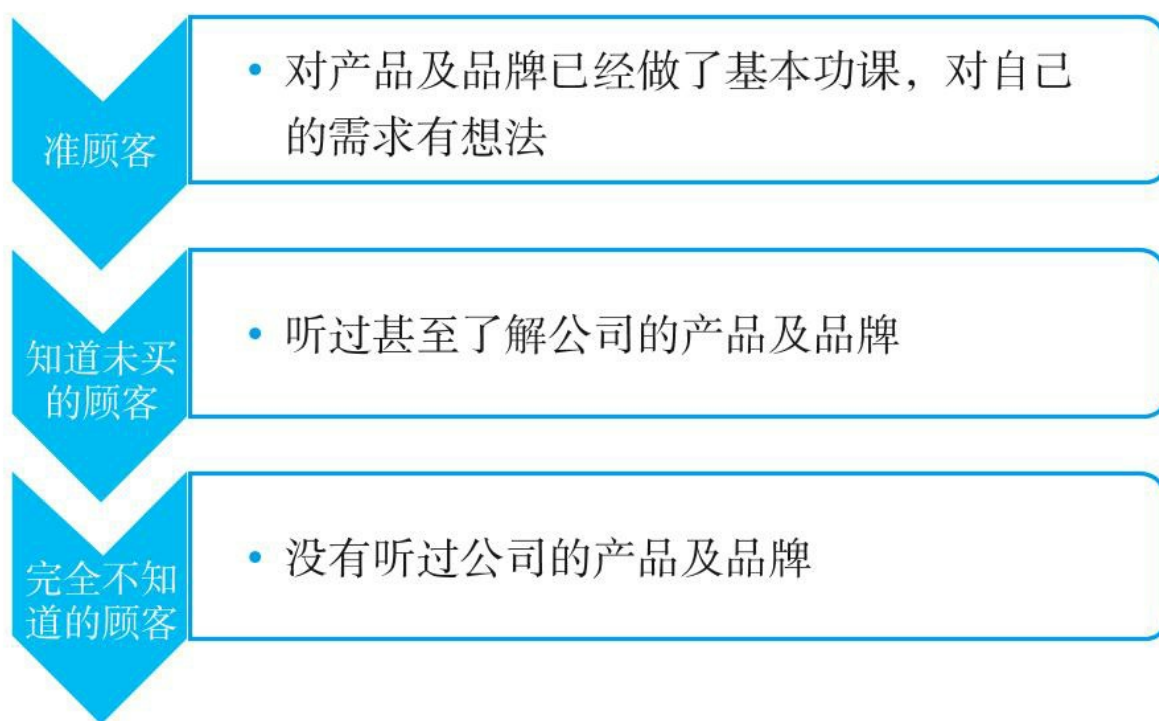 准顾客
• 对产品及品牌已经做了基本功课，对自己
的需求有想法
知道未买
的顾客
• 听过甚至了解公司的产品及品牌
完全不知
道的顾客
• 没有听过公司的产品及品牌